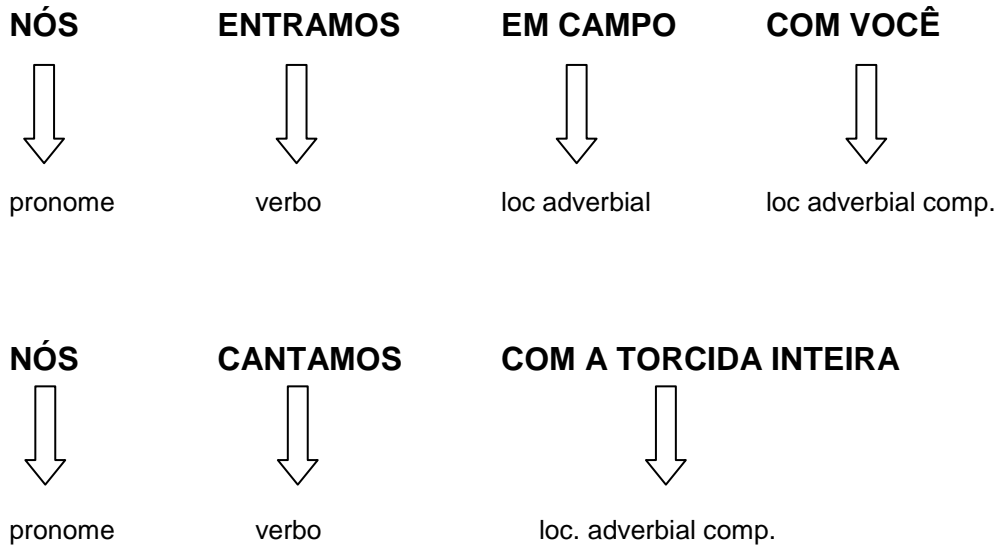 NÓS ENTRAMOS EM CAMPO COM VOCÊ
pronome verbo loc adverbial loc adverbial comp.
NÓS CANTAMOS COM A TORCIDA INTEIRA
pronome verbo loc. adverbial comp.